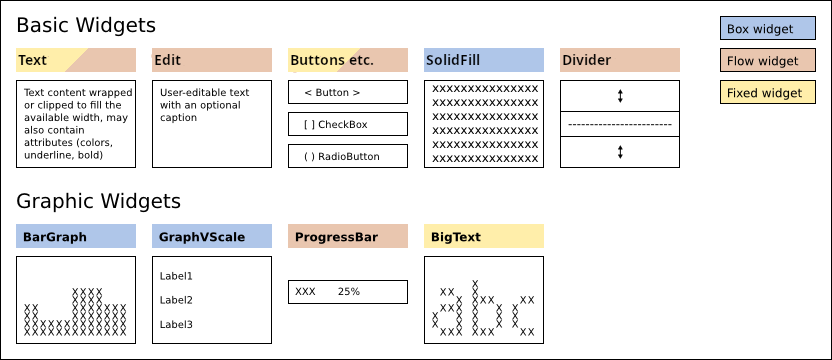 Basic Widgets
Box widget
Text
Edit
Buttons etc.
SolidFill
Divider
Flow widget
Text content wrapped
or clipped to fill the
available width, may
also contain
attributes (colors,
underline, bold)
User-editable text
with an optional
caption
< Button >
[ ] CheckBox
( ) RadioButton
XXXXXXXXXXXXXXX
XXXXXXXXXXXXXXX
XXXXXXXXXXXXXXX
XXXXXXXXXXXXXXX
XXXXXXXXXXXXXXX
XXXXXXXXXXXXXXX
------------------------
Fixed widget
Graphic Widgets
BarGraph
GraphVScale
ProgressBar
BigText
Label1
Label2
Label3
XXX 25%
abc